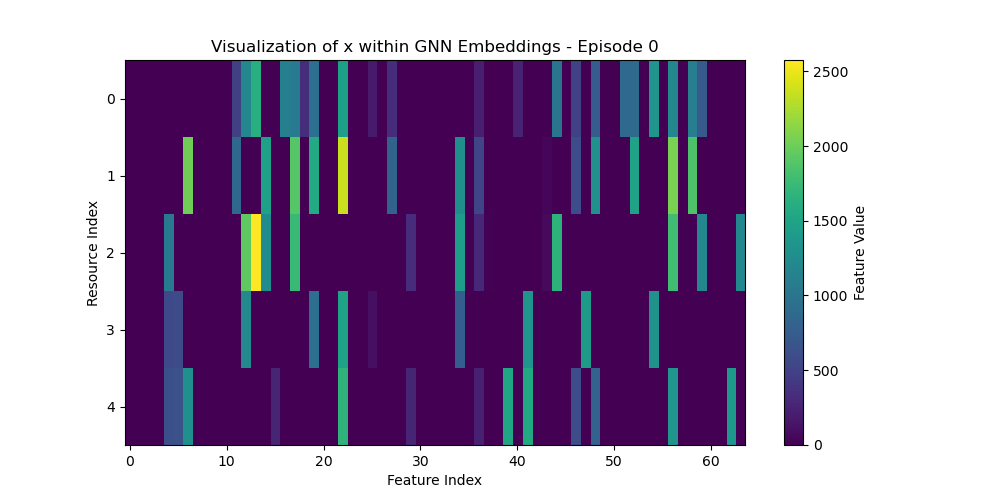 Visualization of x within GNN Embeddings - Episode 0
Resource Index
0
1
2
3
4
0 10 20 30 40 50 60
Feature Index
2500
2000
1500
1000
500
0
Feature Value